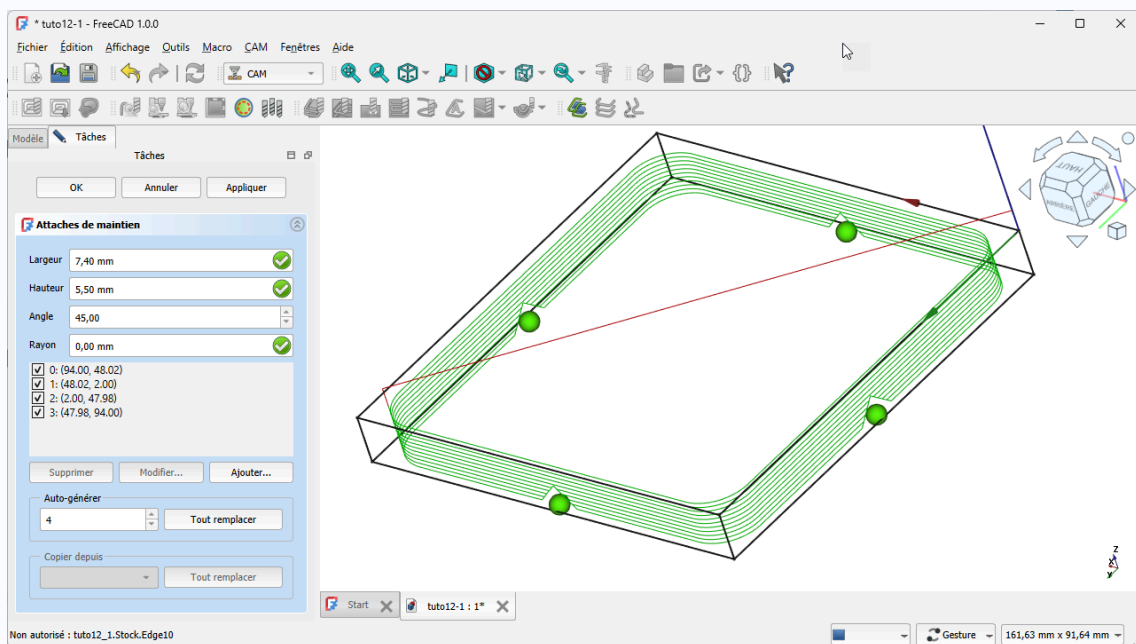 * tuto12-1 - FreeCAD 1.0.0
Fichier Édition Affichage Outils Macro CAM Fenêtres Aide
CAM
Modèle Tâches
Tâches
OK Annuler Appliquer
Attaches de maintien
Largeur 7,40 mm
Hauteur 5,50 mm
Angle 45,00
Rayon 0,00 mm
0: (94.00, 48.02)
1: (48.02, 2.00)
2: (2.00, 47.98)
3: (47.98, 94.00)
Supprimer Modifier... Ajouter...
Auto-générer
4 Tout remplacer
Copier depuis
Tout remplacer
HAUT
GAUCHE
ARRIÈRE
Z
X
Y
Start tuto12-1 : 1*
Non autorisé : tuto12_1.Stock.Edge10
Gesture 161,63 mm x 91,64 mm